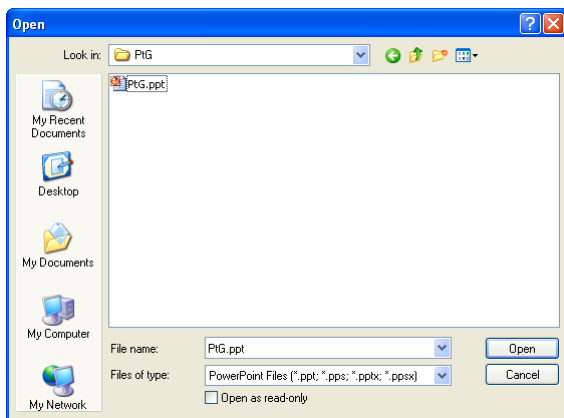 Open
Look in:
PtG
PtG.ppt
My Recent
Documents
Desktop
My Documents
My Computer
My Network
File name:
PtG.ppt
Open
Files of type:
PowerPoint Files (*.ppt; *.pps; *.pptx; *.ppsx)
Cancel
Open as read-only